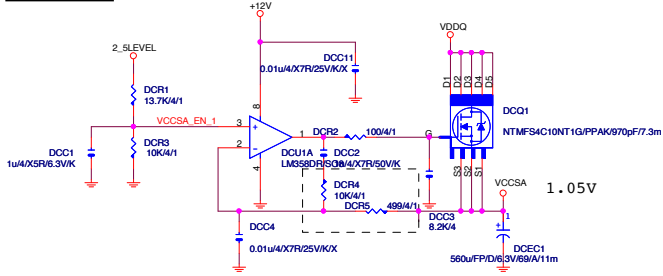 +12V
VDDQ
2_5LEVEL
DCC11
0.01u/4/X7R/25V/K/X
D1
D2
D3
D4
D5
DCR1
13.7K/4/1
8
DCQ1
VCCSA_EN_1
3
+
1
DCR2
100/4/1
G
NTMFS4C10NT1G/PPAK/970pF/7.3m
DCC1
1u/4/X5R/6.3V/K
DCR3
10K/4/1
2
-
4
DCU1A
LM358DR/SO8
DCC2
/4/X7R/50V/K
S3
S2
S1
DCR4
10K/4/1
VCCSA
1.05V
DCR5
499/4/1
DCC4
0.01u/4/X7R/25V/K/X
DCC3
8.2K/4
1
DCEC1
560u/FP/D/6.3V/69/A/11m